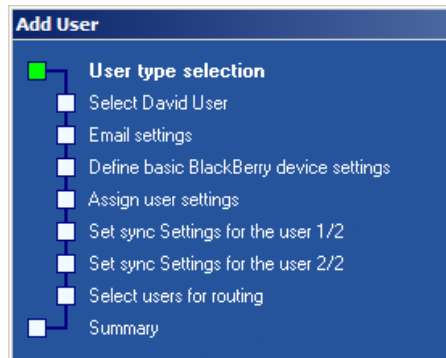 Add User
User type selection
Select David User
Email settings
Define basic BlackBerry device settings
Assign user settings
Set sync Settings for the user 1/2
Set sync Settings for the user 2/2
Select users for routing
Summary